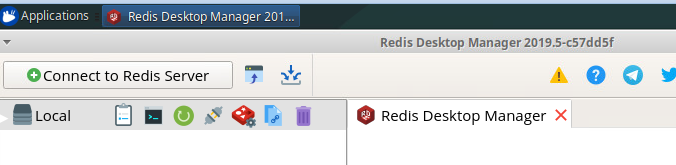 Applications
Redis Desktop Manager 201...
Redis Desktop Manager 2019.5-c57dd5f
Connect to Redis Server
Local
Redis Desktop Manager